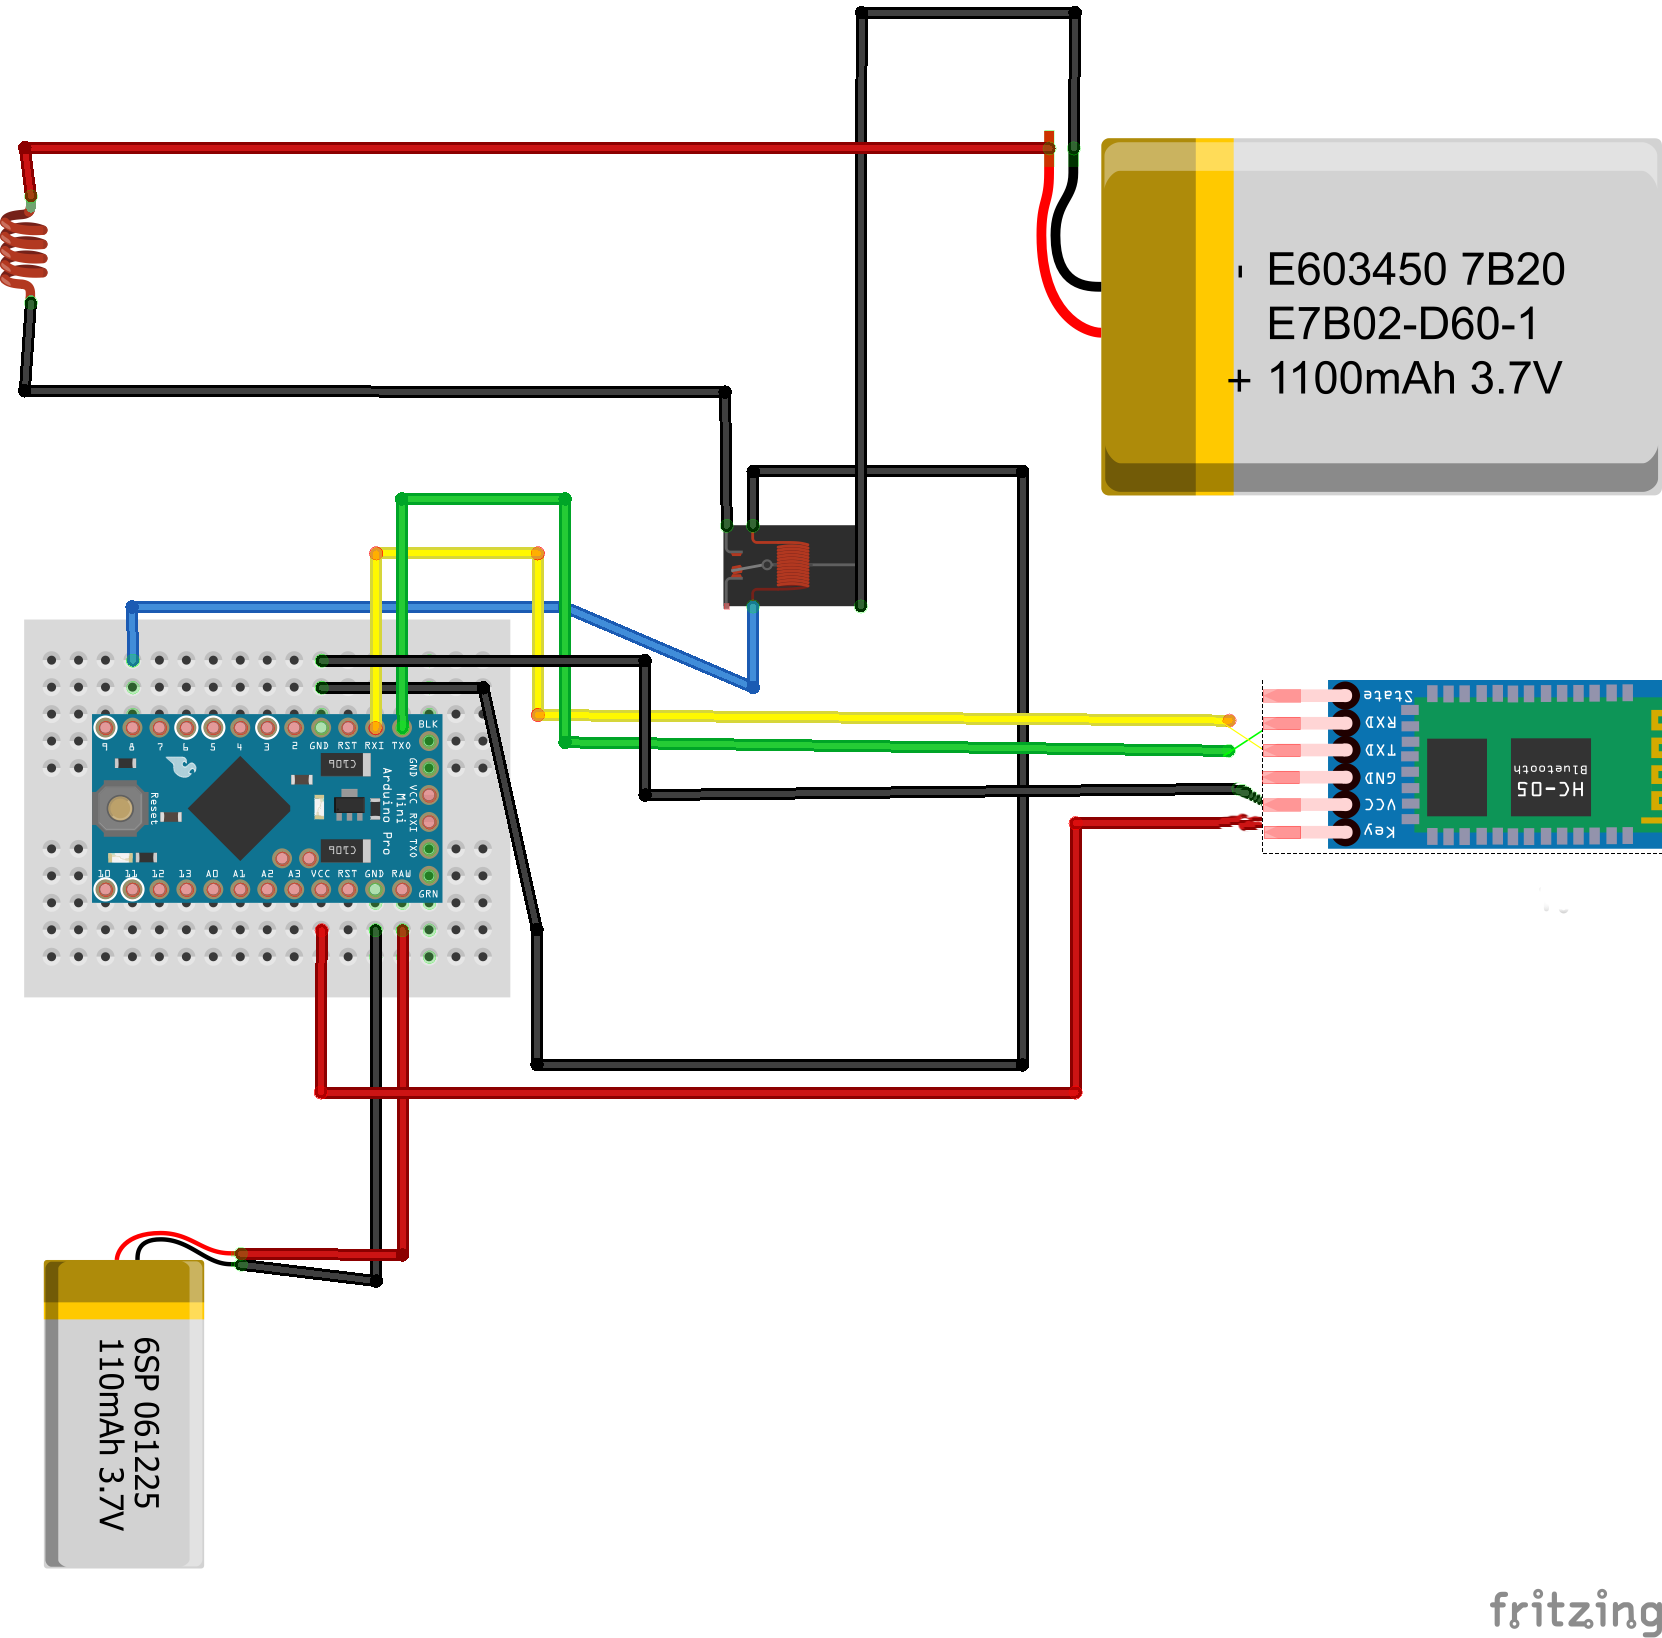 - E603450 7B20
E7B02-D60-1
+ 1100mAh 3.7V
State
RXD
TXD
GND
VCC
Key
HC-05
Bluetooth
BLK
9 8 7 6 5 4 3 2 GND RST RXI TXO
GND VCC RXI TXO
Arduino Pro
Mini
Reset
C106
C106
10 11 12 13 A0 A1 A2 A3 VCC RST GND RAW
GRN
6SP 061225
110mAh 3.7V
fritzing